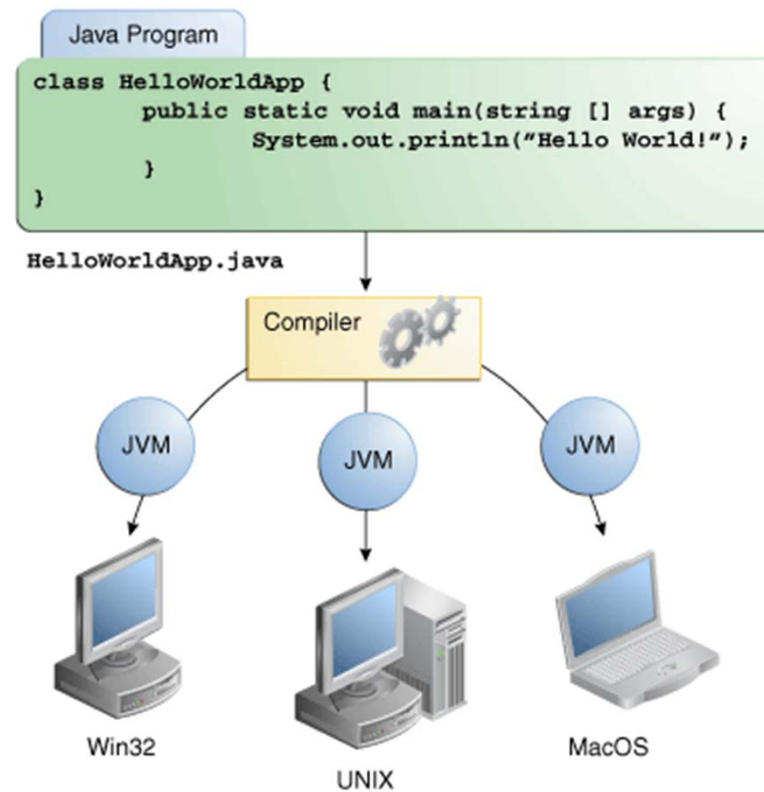 Java Program
class HelloWorldApp {
public static void main(string [] args) {
System.out.println("Hello World!");
}
}
HelloWorldApp.java
Compiler
JVM
JVM
JVM
Win32
UNIX
MacOS